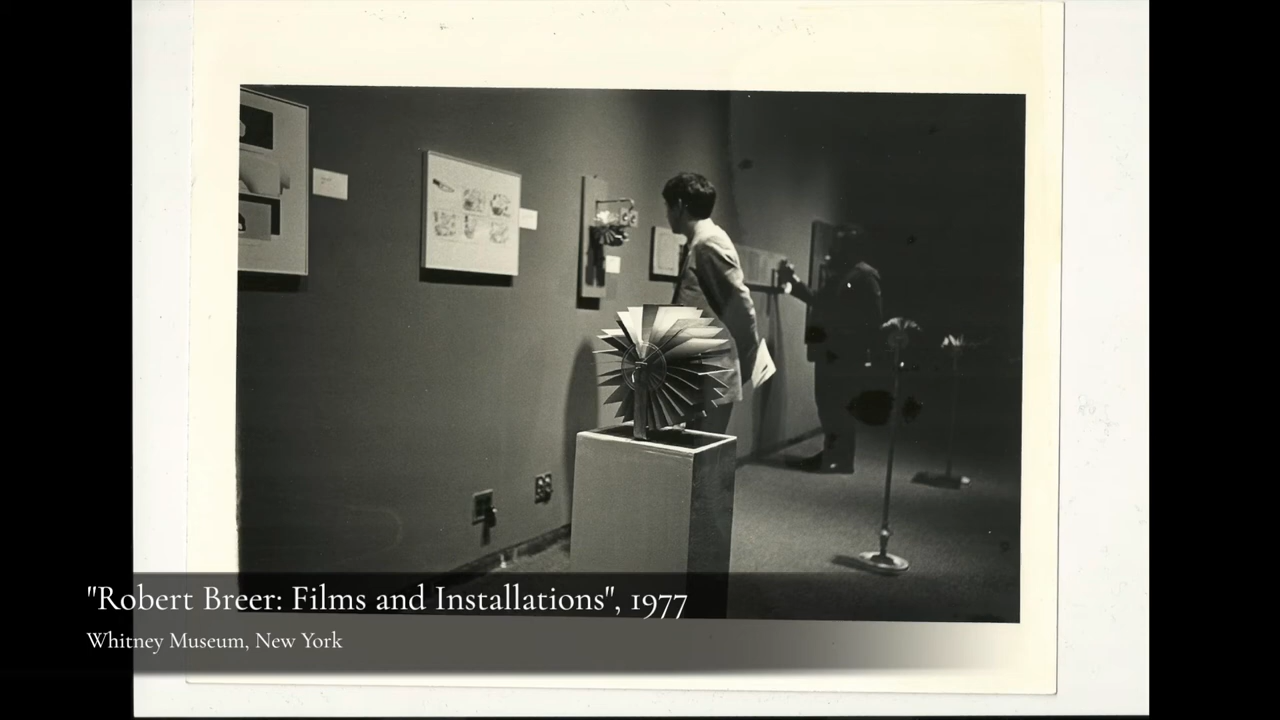 "Robert Breer: Films and Installations", 1977
Whitney Museum, New York